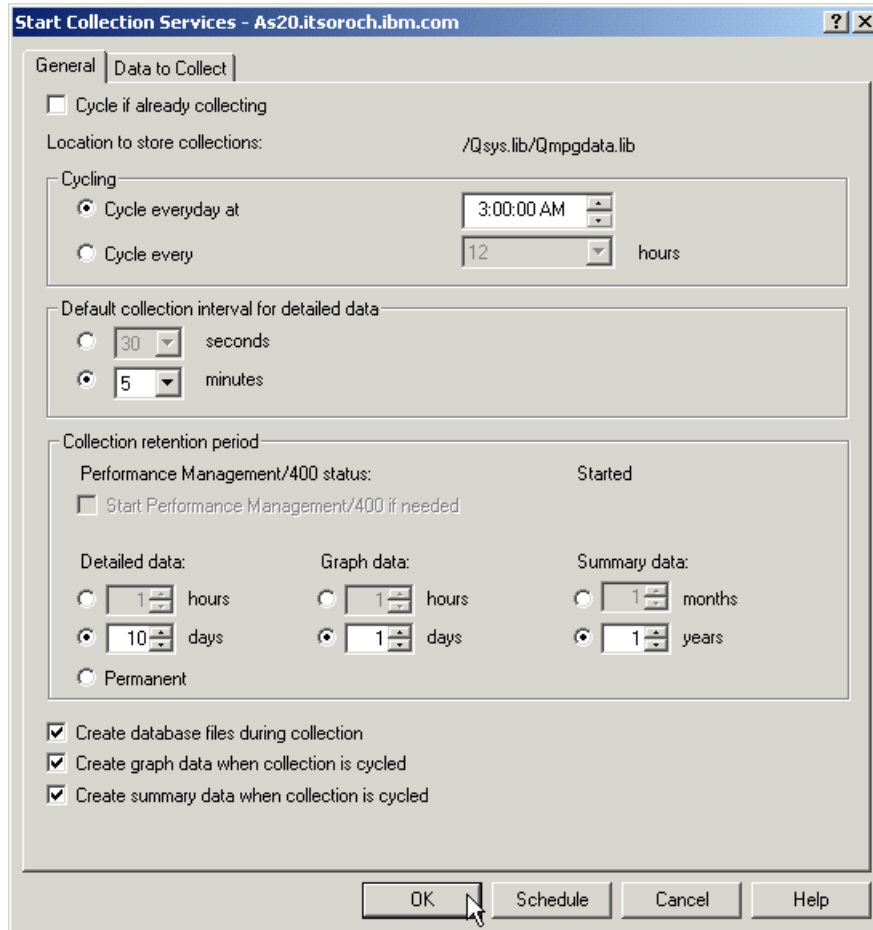 Start Collection Services - As20.itsoroch.ibm.com
General Data to Collect
Cycle if already collecting
Location to store collections: /Qsys.lib/Qmpgdata.lib
Cycling
Cycle everyday at 3:00:00 AM
Cycle every 12 hours
Default collection interval for detailed data
30 seconds
5 minutes
Collection retention period
Performance Management/400 status: Started
Start Performance Management/400 if needed
Detailed data: Graph data: Summary data:
1 hours 1 hours 1 months
10 days 1 days 1 years
Permanent
Create database files during collection
Create graph data when collection is cycled
Create summary data when collection is cycled
OK Schedule Cancel Help